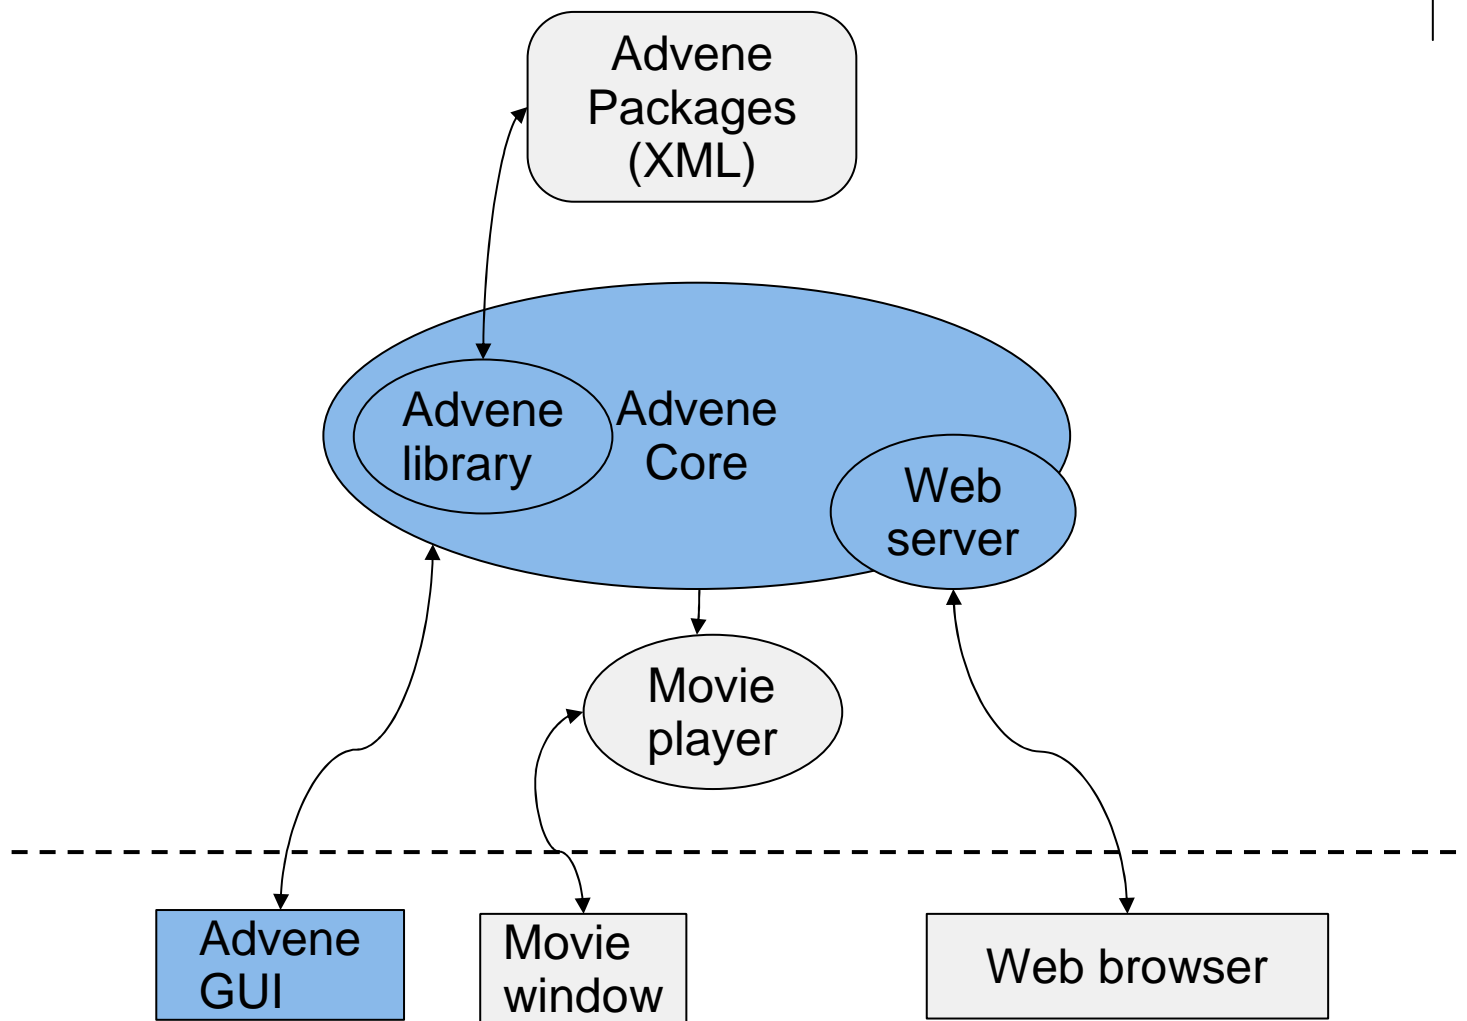 Advene
Packages
(XML)
Advene
library
Advene
Core
Web
server
Movie
player
Advene
GUI
Movie
window
Web browser